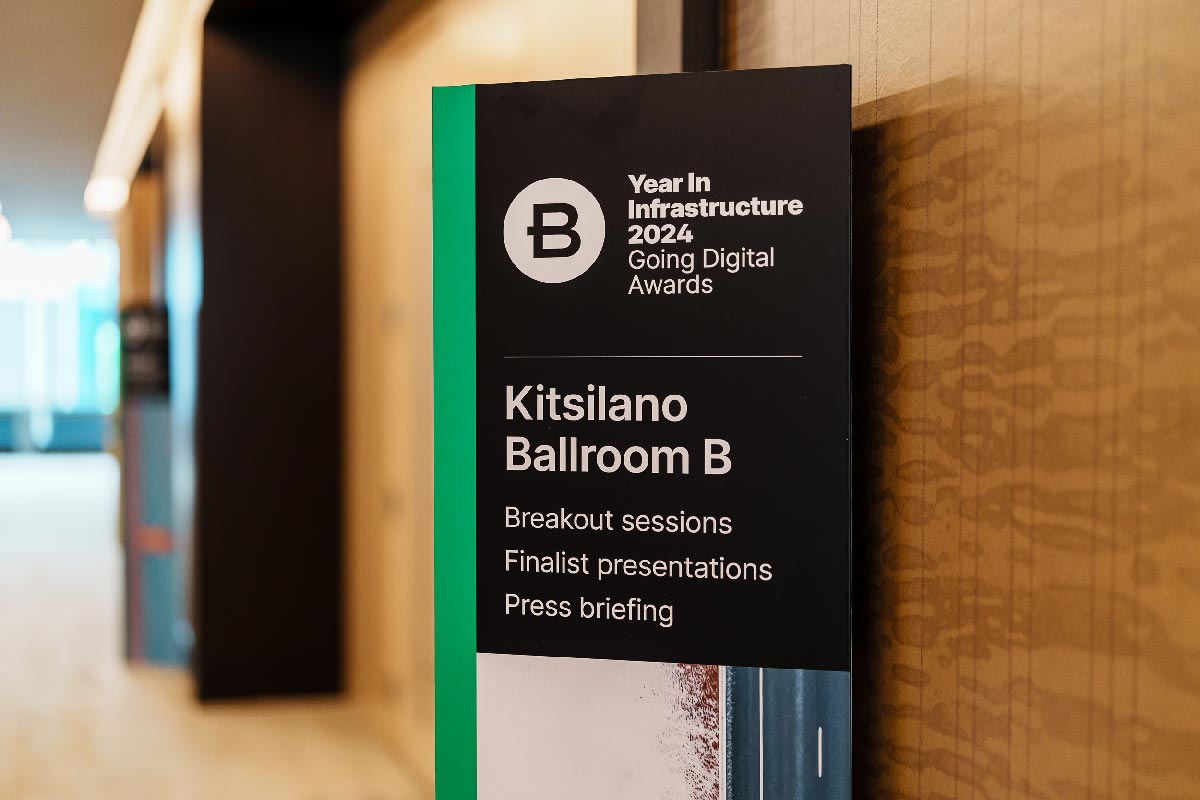 B
Year In
Infrastructure
2024
Going Digital
Awards
Kitsilano
Ballroom B
Breakout sessions
Finalist presentations
Press briefing